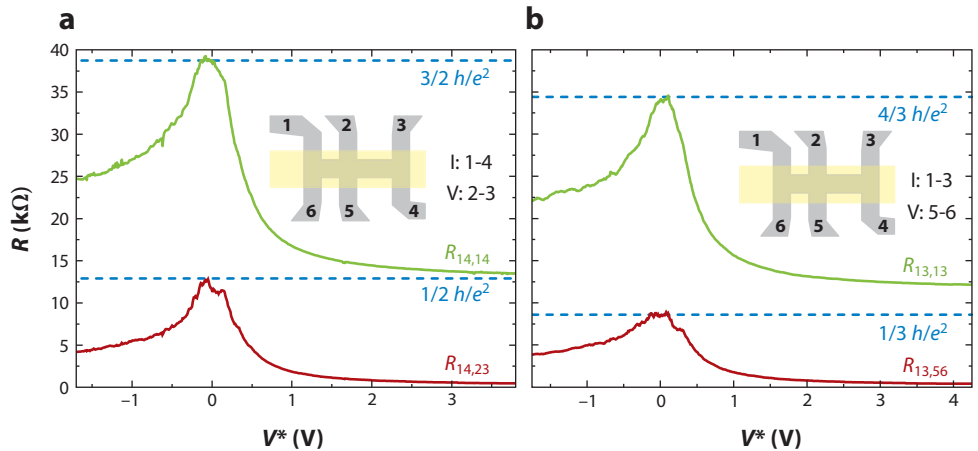 a
b
R (kΩ)
40
35
30
25
20
15
10
5
0
−1
0
1
2
3
V* (V)
3/2 h/e²
1
2
3
4
5
6
I: 1-4
V: 2-3
R₁₄,₁₄
1/2 h/e²
R₁₄,₂₃
−1
0
1
2
3
4
V* (V)
4/3 h/e²
1
2
3
4
5
6
I: 1-3
V: 5-6
R₁₃,₁₃
1/3 h/e²
R₁₃,₅₆